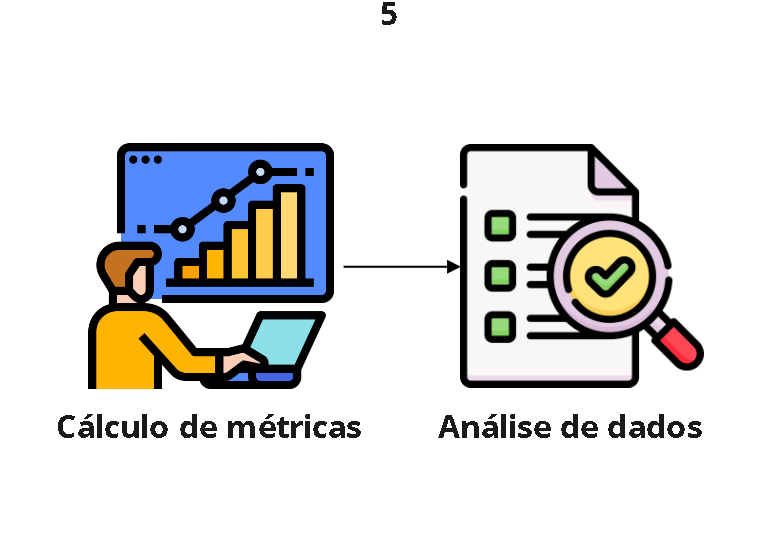 5
Cálculo de métricas
Análise de dados